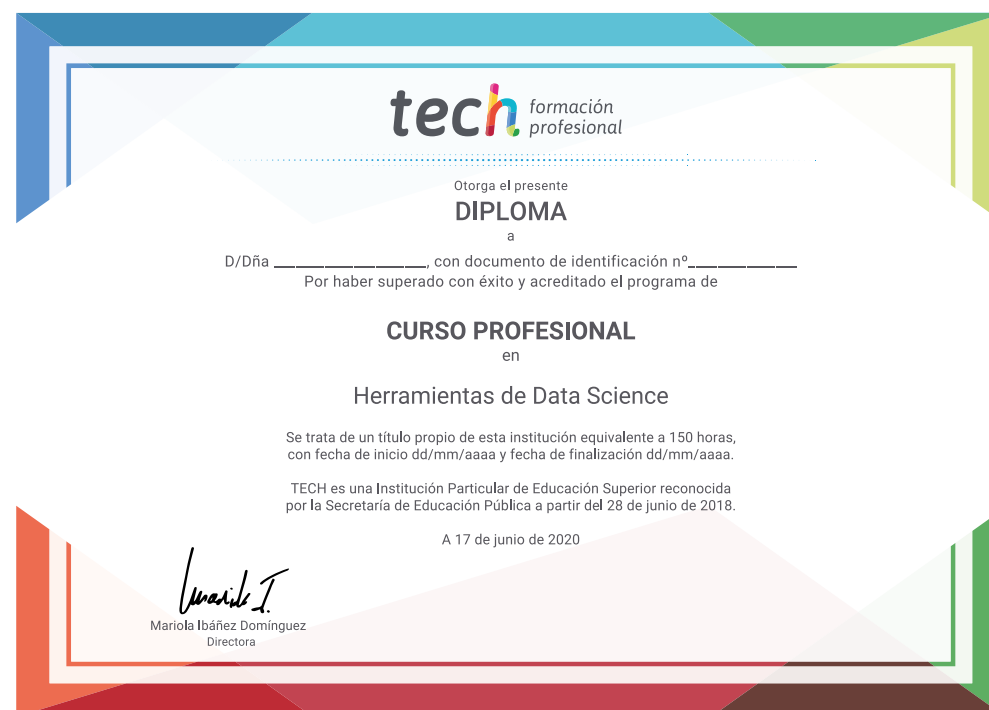 tech formación
profesional
Otorga el presente
DIPLOMA
a
D/Dña ______________, con documento de identificación nº__________
Por haber superado con éxito y acreditado el programa de
CURSO PROFESIONAL
en
Herramientas de Data Science
Se trata de un título propio de esta institución equivalente a 150 horas,
con fecha de inicio dd/mm/aaaa y fecha de finalización dd/mm/aaaa.
TECH es una Institución Particular de Educación Superior reconocida
por la Secretaría de Educación Pública a partir del 28 de junio de 2018.
A 17 de junio de 2020
Mariola Ibáñez Domínguez
Directora